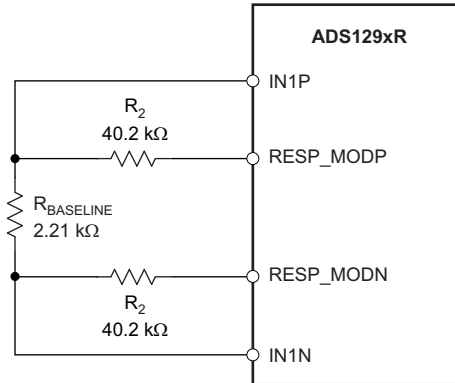 ADS129xR
IN1P
R2
40.2 kΩ
RESP_MODP
RBASELINE
2.21 kΩ
RESP_MODN
R2
40.2 kΩ
IN1N